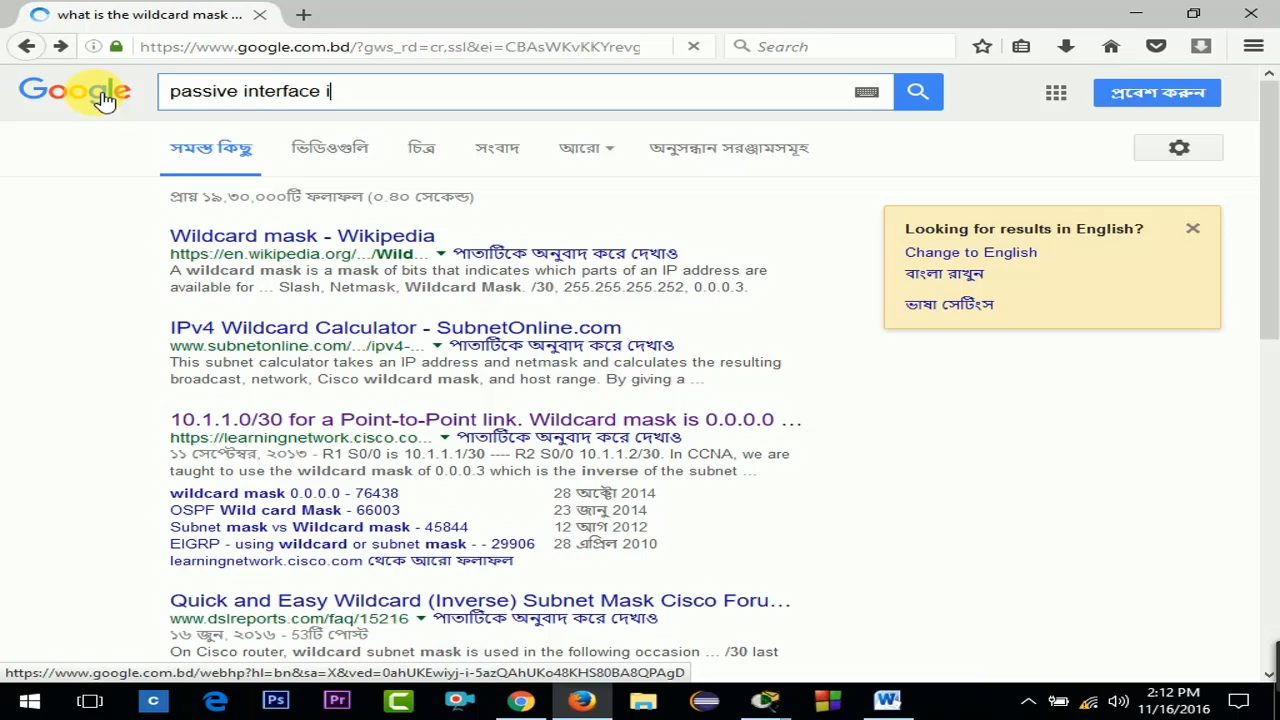 what is the wildcard mask ...
https://www.google.com.bd/?gws_rd=cr,ssl&ei=CBAsWKvKKYrevg
Search
Google
passive interface i
প্রবেশ করুন
সমস্ত কিছু ভিডিওগুলি চিত্র সংবাদ আরো অনুসন্ধান সরঞ্জামসমূহ
প্রায় ১৯,৩০,০০০টি ফলাফল (০.৪০ সেকেন্ড)
Wildcard mask - Wikipedia
https://en.wikipedia.org/.../Wild... পাতাটিকে অনুবাদ করে দেখাও
A wildcard mask is a mask of bits that indicates which parts of an IP address are
available for ... Slash, Netmask, Wildcard Mask. /30, 255.255.255.252, 0.0.0.3.
Looking for results in English?
Change to English
বাংলা রাখুন
ভাষা সেটিংস
IPv4 Wildcard Calculator - SubnetOnline.com
www.subnetonline.com/.../ipv4-... পাতাটিকে অনুবাদ করে দেখাও
This subnet calculator takes an IP address and netmask and calculates the resulting
broadcast, network, Cisco wildcard mask, and host range. By giving a ...
10.1.1.0/30 for a Point-to-Point link. Wildcard mask is 0.0.0.0 ...
https://learningnetwork.cisco.co... পাতাটিকে অনুবাদ করে দেখাও
১১ সেপ্টেম্বর, ২০১৩ - R1 S0/0 is 10.1.1.1/30 ---- R2 S0/0 10.1.1.2/30. In CCNA, we are
taught to use the wildcard mask of 0.0.0.3 which is the inverse of the subnet ...
wildcard mask 0.0.0.0 - 76438 28 অক্টো 2014
OSPF Wild card Mask - 66003 23 জানু 2014
Subnet mask vs Wildcard mask - 45844 12 আগ 2012
EIGRP - using wildcard or subnet mask - - 29906 28 এপ্রিল 2010
learningnetwork.cisco.com থেকে আরো ফলাফল
Quick and Easy Wildcard (Inverse) Subnet Mask Cisco Foru...
www.dslreports.com/faq/15216 পাতাটিকে অনুবাদ করে দেখাও
১৬ জুন, ২০১৬ - 53টি পোস্ট
On Cisco router, wildcard subnet mask is used in the following occasion ... /30 last
https://www.google.com.bd/webhp?hl=bn&sa=X&ved=0ahUKEwiyj-i-5azQAhUKo48KHS80BA8QPAgD
C
Ps
Pr
C
2:12 PM
11/16/2016